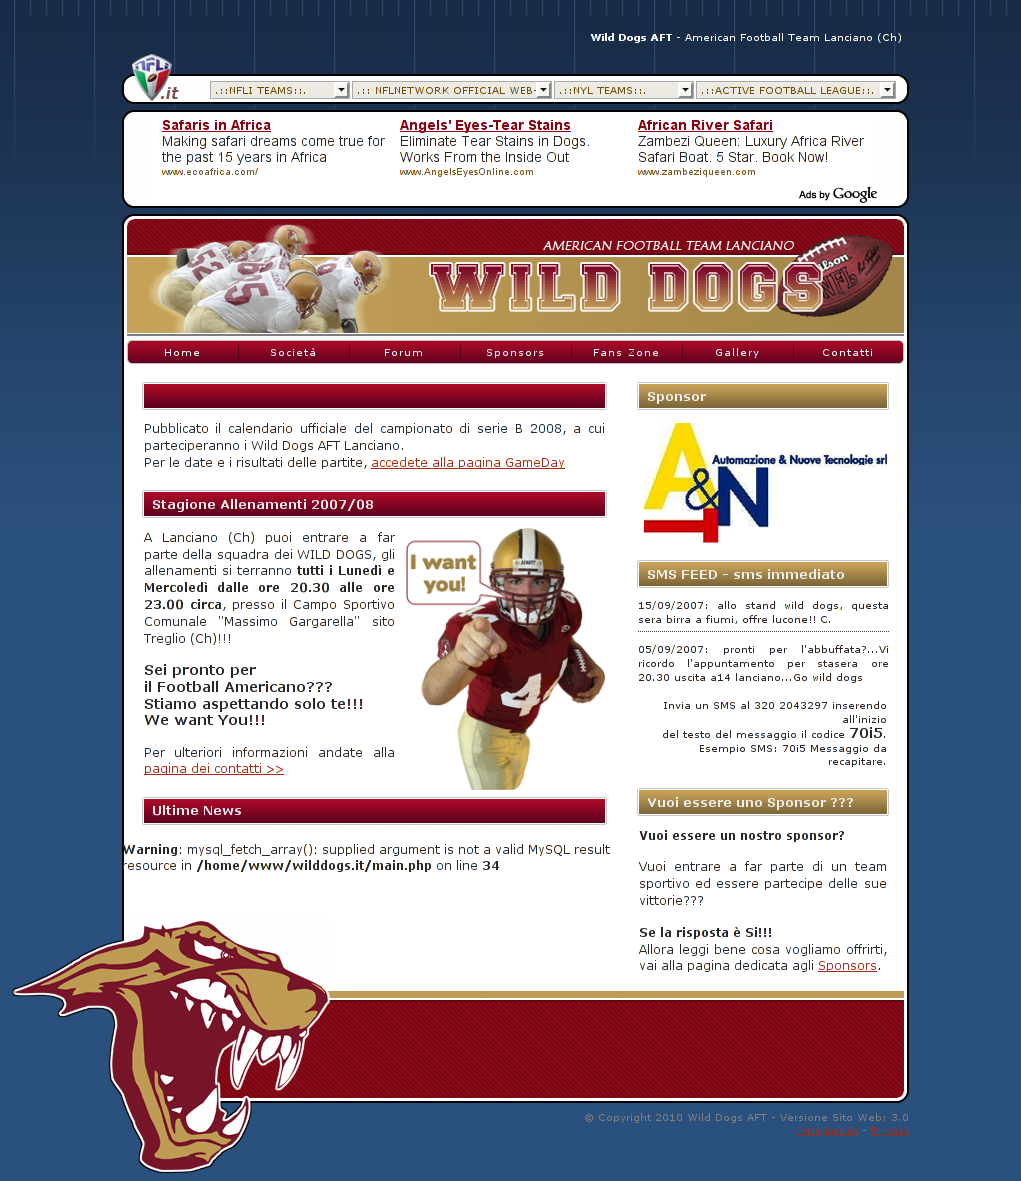 Wild Dogs AFT - American Football Team Lanciano (Ch)
NFLI .it
.::NFLI TEAMS::. .:: NFLNETWORK OFFICIAL WEB- .::NYL TEAMS::. .::ACTIVE FOOTBALL LEAGUE::.
Safaris in Africa
Making safari dreams come true for
the past 15 years in Africa
www.ecoafrica.com/
Angels' Eyes-Tear Stains
Eliminate Tear Stains in Dogs.
Works From the Inside Out
www.AngelsEyesOnline.com
African River Safari
Zambezi Queen: Luxury Africa River
Safari Boat. 5 Star. Book Now!
www.zambeziqueen.com
Ads by Google
AMERICAN FOOTBALL TEAM LANCIANO
WILD DOGS
Wilson
NFL
Home Società Forum Sponsors Fans Zone Gallery Contatti
Pubblicato il calendario ufficiale del campionato di serie B 2008, a cui
parteciperanno i Wild Dogs AFT Lanciano.
Per le date e i risultati delle partite, accedete alla pagina GameDay
Stagione Allenamenti 2007/08
A Lanciano (Ch) puoi entrare a far
parte della squadra dei WILD DOGS, gli
allenamenti si terranno tutti i Lunedì e
Mercoledì dalle ore 20.30 alle ore
23.00 circa, presso il Campo Sportivo
Comunale "Massimo Gargarella" sito
Treglio (Ch)!!!
Sei pronto per
il Football Americano???
Stiamo aspettando solo te!!!
We want You!!!
Per ulteriori informazioni andate alla
pagina dei contatti >>
I want
you!
Ultime News
Warning: mysql_fetch_array(): supplied argument is not a valid MySQL result
resource in /home/www/wilddogs.it/main.php on line 34
Sponsor
A&N
Automazione & Nuove Tecnologie srl
SMS FEED - sms immediato
15/09/2007: allo stand wild dogs, questa
sera birra a fiumi, offre lucone!! C.
05/09/2007: pronti per l'abbuffata?...Vi
ricordo l'appuntamento per stasera ore
20.30 uscita a14 lanciano...Go wild dogs
Invia un SMS al 320 2043297 inserendo
all'inizio
del testo del messaggio il codice 70i5.
Esempio SMS: 70i5 Messaggio da
recapitare.
Vuoi essere uno Sponsor ???
Vuoi essere un nostro sponsor?
Vuoi entrare a far parte di un team
sportivo ed essere partecipe delle sue
vittorie???
Se la risposta è Si!!!
Allora leggi bene cosa vogliamo offrirti,
vai alla pagina dedicata agli Sponsors.
© Copyright 2010 Wild Dogs AFT - Versione Sito Web: 3.0
- Privacy